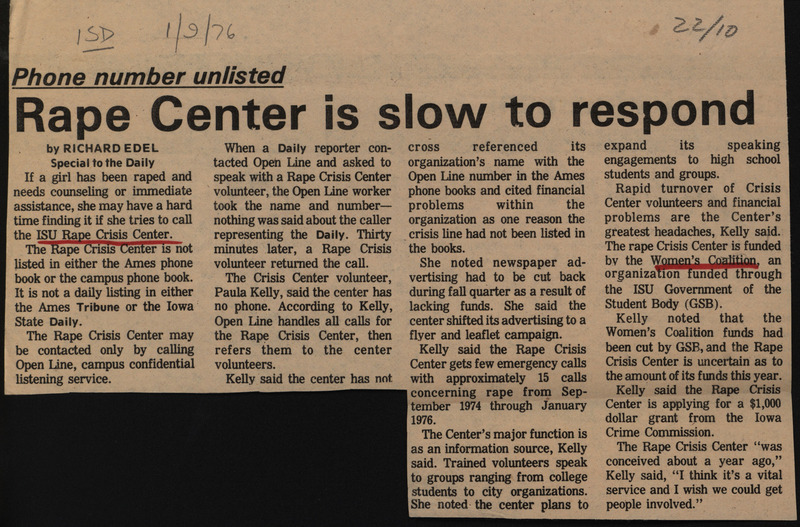 ISD 1/9/76 22/10
Phone number unlisted
Rape Center is slow to respond
by RICHARD EDEL
Special to the Daily
If a girl has been raped and
needs counseling or immediate
assistance, she may have a hard
time finding it if she tries to call
the ISU Rape Crisis Center.
The Rape Crisis Center is not
listed in either the Ames phone
book or the campus phone book.
It is not a daily listing in either
the Ames Tribune or the Iowa
State Daily.
The Rape Crisis Center may
be contacted only by calling
Open Line, campus confidential
listening service.
When a Daily reporter con-
tacted Open Line and asked to
speak with a Rape Crisis Center
volunteer, the Open Line worker
took the name and number—
nothing was said about the caller
representing the Daily. Thirty
minutes later, a Rape Crisis
volunteer returned the call.
The Crisis Center volunteer,
Paula Kelly, said the center has
no phone. According to Kelly,
Open Line handles all calls for
the Rape Crisis Center, then
refers them to the center
volunteers.
Kelly said the center has not
cross referenced its
organization's name with the
Open Line number in the Ames
phone books and cited financial
problems within the
organization as one reason the
crisis line had not been listed in
the books.
She noted newspaper ad-
vertising had to be cut back
during fall quarter as a result of
lacking funds. She said the
center shifted its advertising to a
flyer and leaflet campaign.
Kelly said the Rape Crisis
Center gets few emergency calls
with approximately 15 calls
concerning rape from Sep-
tember 1974 through January
1976.
The Center's major function is
as an information source, Kelly
said. Trained volunteers speak
to groups ranging from college
students to city organizations.
She noted the center plans to
expand its speaking
engagements to high school
students and groups.
Rapid turnover of Crisis
Center volunteers and financial
problems are the Center's
greatest headaches, Kelly said.
The rape Crisis Center is funded
by the Women's Coalition, an
organization funded through
the ISU Government of the
Student Body (GSB).
Kelly noted that the
Women's Coalition funds had
been cut by GSB, and the Rape
Crisis Center is uncertain as to
the amount of its funds this year.
Kelly said the Rape Crisis
Center is applying for a $1,000
dollar grant from the Iowa
Crime Commission.
The Rape Crisis Center "was
conceived about a year ago,"
Kelly said, "I think it's a vital
service and I wish we could get
people involved."